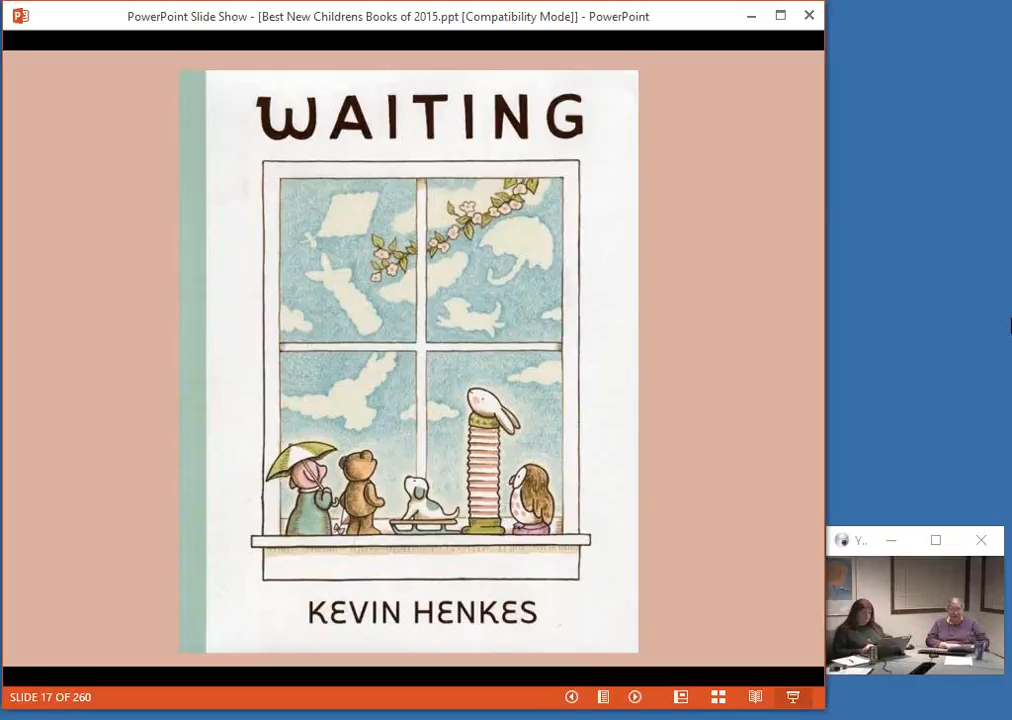 PowerPoint Slide Show - [Best New Childrens Books of 2015.ppt [Compatibility Mode]] - PowerPoint
WAITING
KEVIN HENKES
Y..
SLIDE 17 OF 260